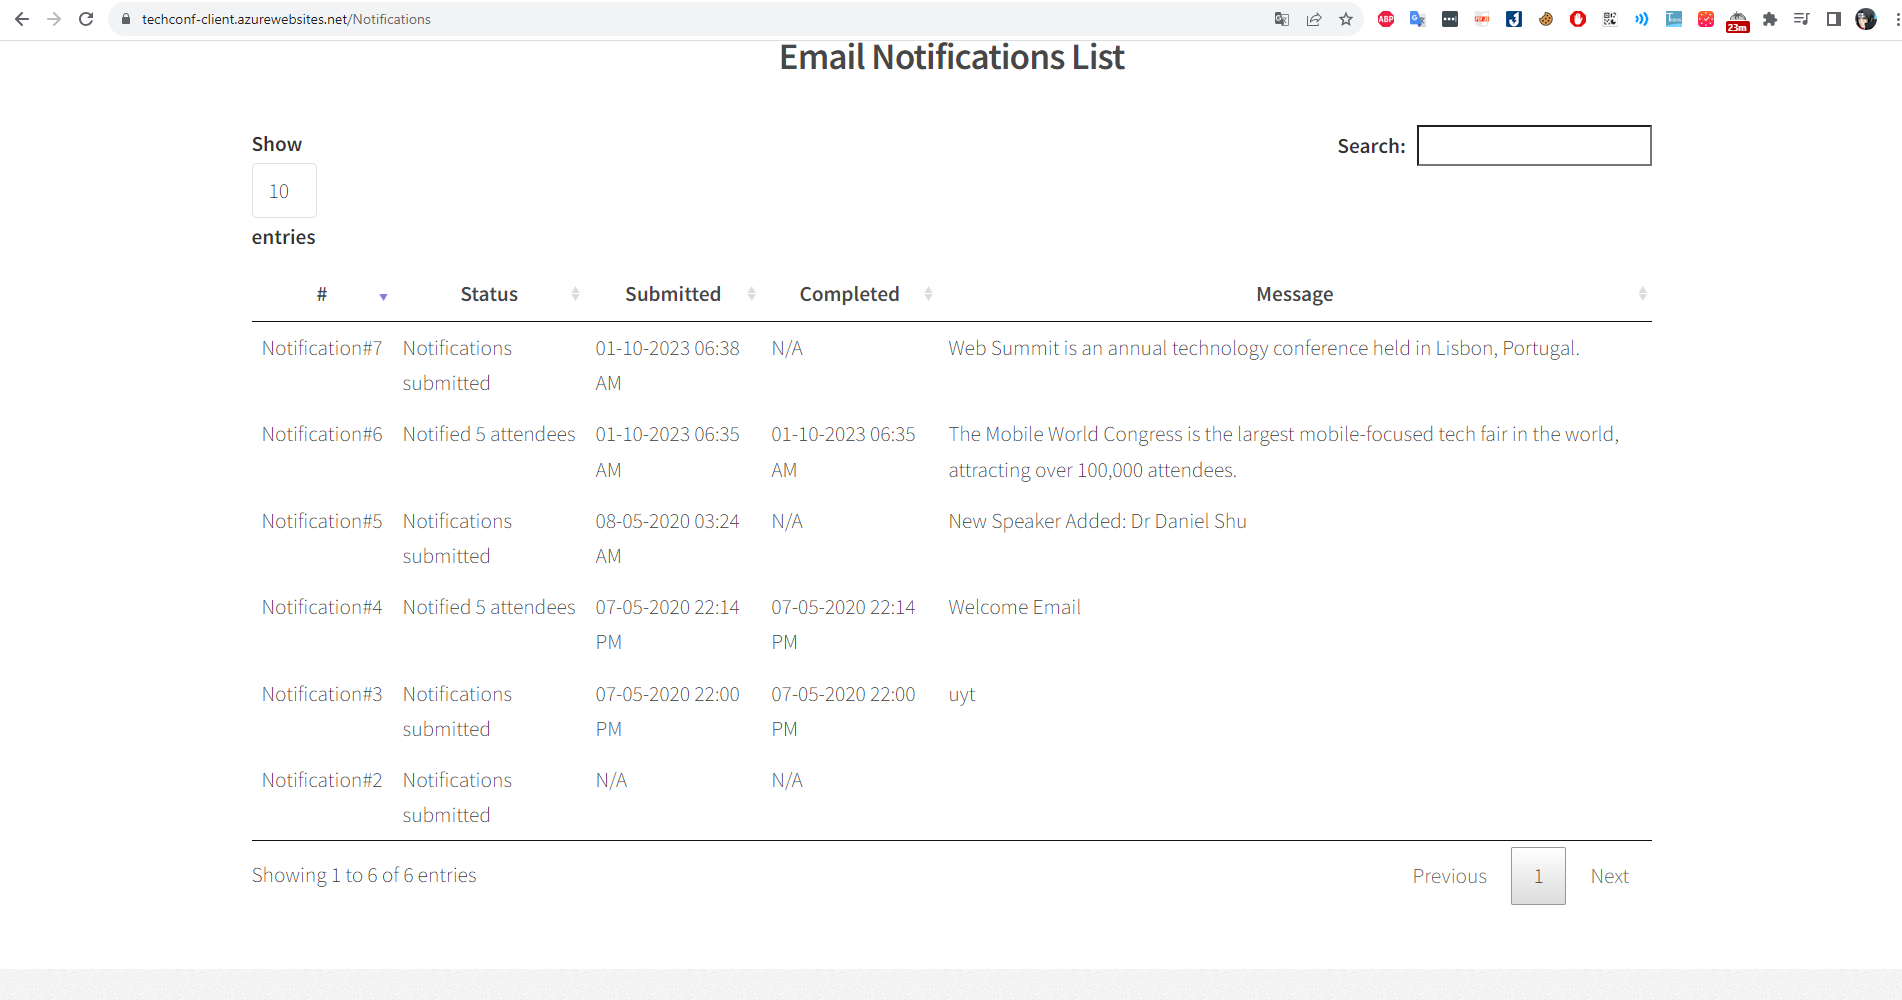 techconf-client.azurewebsites.net/Notifications
ABP
23m
Email Notifications List
Show
Search:
10
entries
# Status Submitted Completed Message
Notification#7 Notifications 01-10-2023 06:38 N/A Web Summit is an annual technology conference held in Lisbon, Portugal.
submitted AM
Notification#6 Notified 5 attendees 01-10-2023 06:35 01-10-2023 06:35 The Mobile World Congress is the largest mobile-focused tech fair in the world,
AM AM attracting over 100,000 attendees.
Notification#5 Notifications 08-05-2020 03:24 N/A New Speaker Added: Dr Daniel Shu
submitted AM
Notification#4 Notified 5 attendees 07-05-2020 22:14 07-05-2020 22:14 Welcome Email
PM PM
Notification#3 Notifications 07-05-2020 22:00 07-05-2020 22:00 uyt
submitted PM PM
Notification#2 Notifications N/A N/A
submitted
Showing 1 to 6 of 6 entries
Previous 1 Next